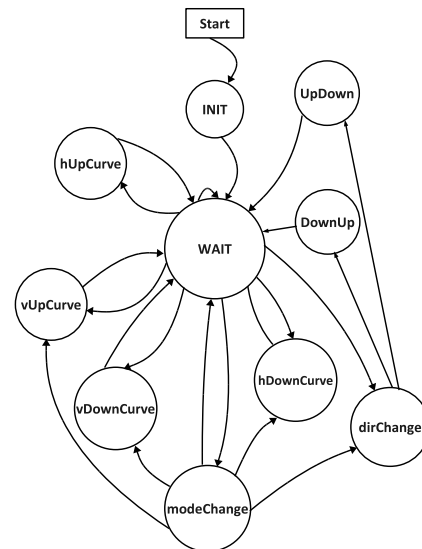 Start
UpDown
INIT
hUpCurve
DownUp
WAIT
vUpCurve
hDownCurve
vDownCurve
dirChange
modeChange